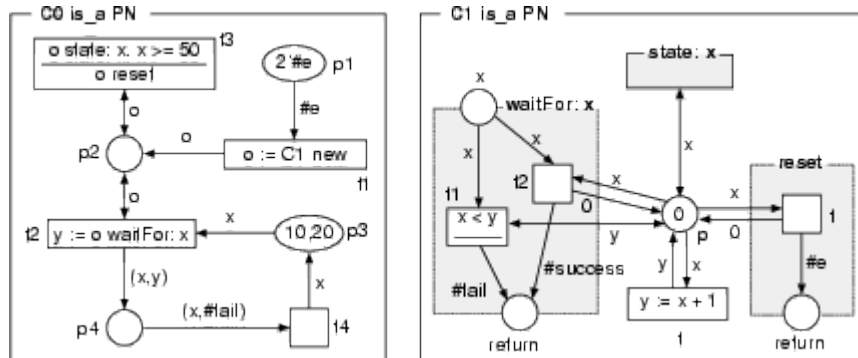 C0 is_a PN
o state: x. x >= 50
o reset
t3
2`#e
p1
o
#e
p2
o
o := C1 new
t1
o
t2
y := o waitFor: x
x
10,20
p3
(x,y)
x
p4
(x,#fail)
t4
C1 is_a PN
state: x
x
waitFor: x
x
x
x
reset
t1
t2
x
x
x < y
0
0
y
p
0
t
#success
y
x
#e
#fail
y := x + 1
return
t
return